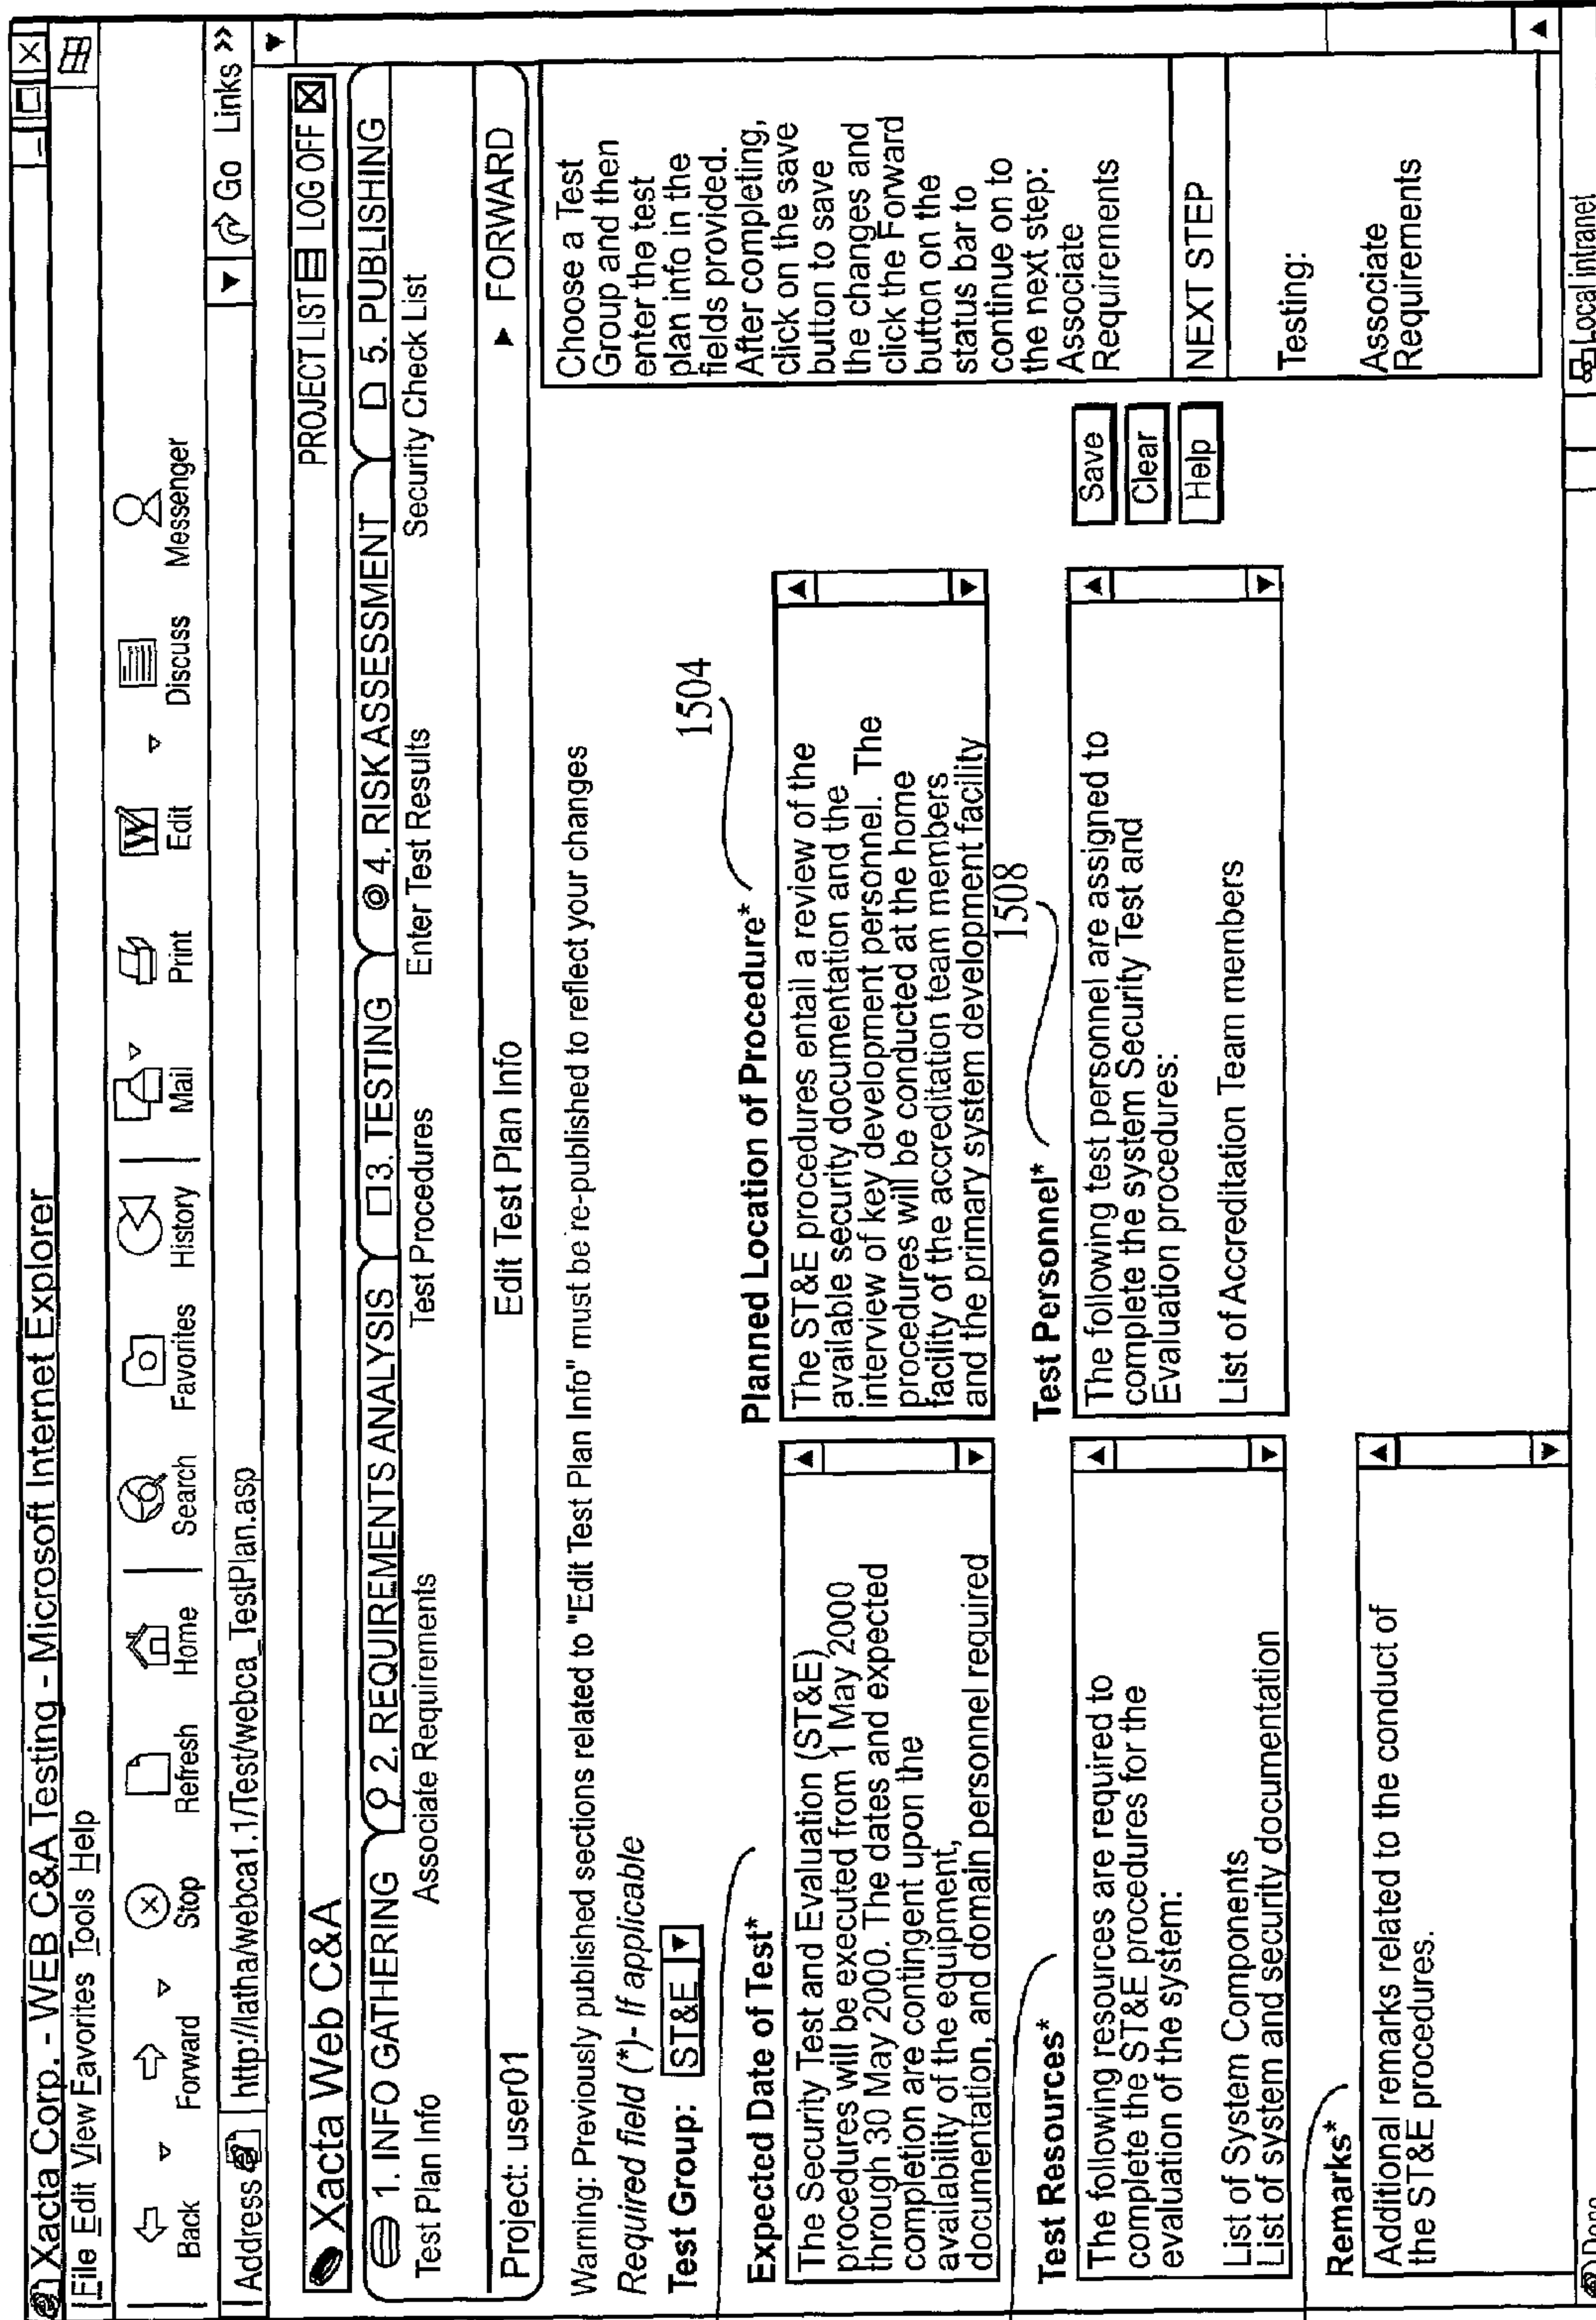 Xacta Corp. - WEB C&A Testing - Microsoft Internet Explorer
File Edit View Favorites Tools Help
Back Forward Stop Refresh Home Search Favorites History Mail Print Edit Discuss Messenger
Address http://latha/webca1.1/Test/webca_TestPlan.asp Go Links »
Xacta Web C&A PROJECT LIST LOG OFF
1. INFO GATHERING 2. REQUIREMENTS ANALYSIS 3. TESTING 4. RISK ASSESSMENT 5. PUBLISHING
Test Plan Info Associate Requirements Test Procedures Enter Test Results Security Check List
Project: user01 Edit Test Plan Info ► FORWARD
Warning: Previously published sections related to "Edit Test Plan Info" must be re-published to reflect your changes
Required field (*)- If applicable
Test Group: ST&E
1504
Expected Date of Test*
The Security Test and Evaluation (ST&E)
procedures will be executed from 1 May 2000
through 30 May 2000. The dates and expected
completion are contingent upon the
availability of the equipment,
documentation, and domain personnel required
Planned Location of Procedure*
The ST&E procedures entail a review of the
available security documentation and the
interview of key development personnel. The
procedures will be conducted at the home
facility of the accreditation team members
and the primary system development facility
1508
Test Resources*
The following resources are required to
complete the ST&E procedures for the
evaluation of the system:
List of System Components
List of system and security documentation
Test Personnel*
The following test personnel are assigned to
complete the system Security Test and
Evaluation procedures:
List of Accreditation Team members
Save
Clear
Help
Remarks*
Additional remarks related to the conduct of
the ST&E procedures.
Choose a Test
Group and then
enter the test
plan info in the
fields provided.
After completing,
click on the save
button to save
the changes and
click the Forward
button on the
status bar to
continue on to
the next step:
Associate
Requirements
NEXT STEP
Testing:
Associate
Requirements
Done Local intranet